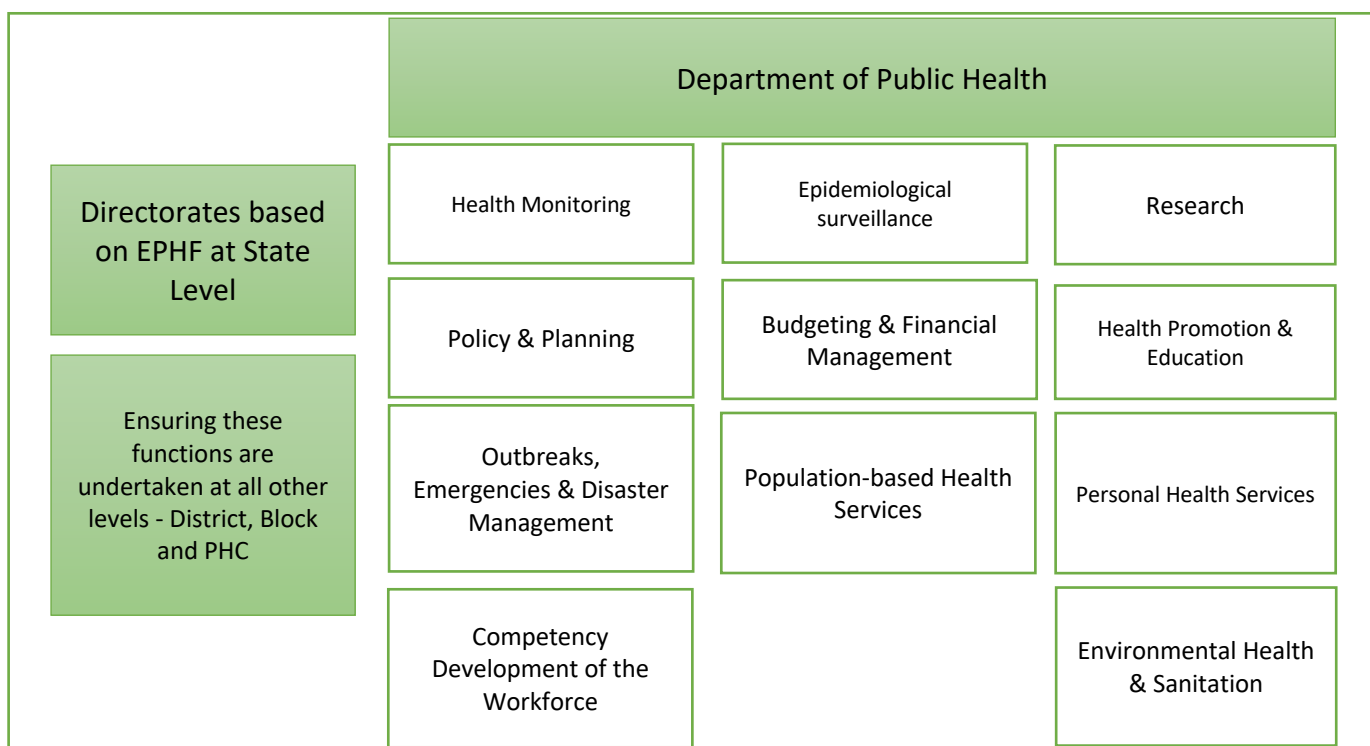 Department of Public Health
Directorates based
on EPHF at State
Level
Ensuring these
functions are
undertaken at all other
levels - District, Block
and PHC
Health Monitoring
Epidemiological
surveillance
Research
Policy & Planning
Budgeting & Financial
Management
Health Promotion &
Education
Outbreaks,
Emergencies & Disaster
Management
Population-based Health
Services
Personal Health Services
Competency
Development of the
Workforce
Environmental Health
& Sanitation